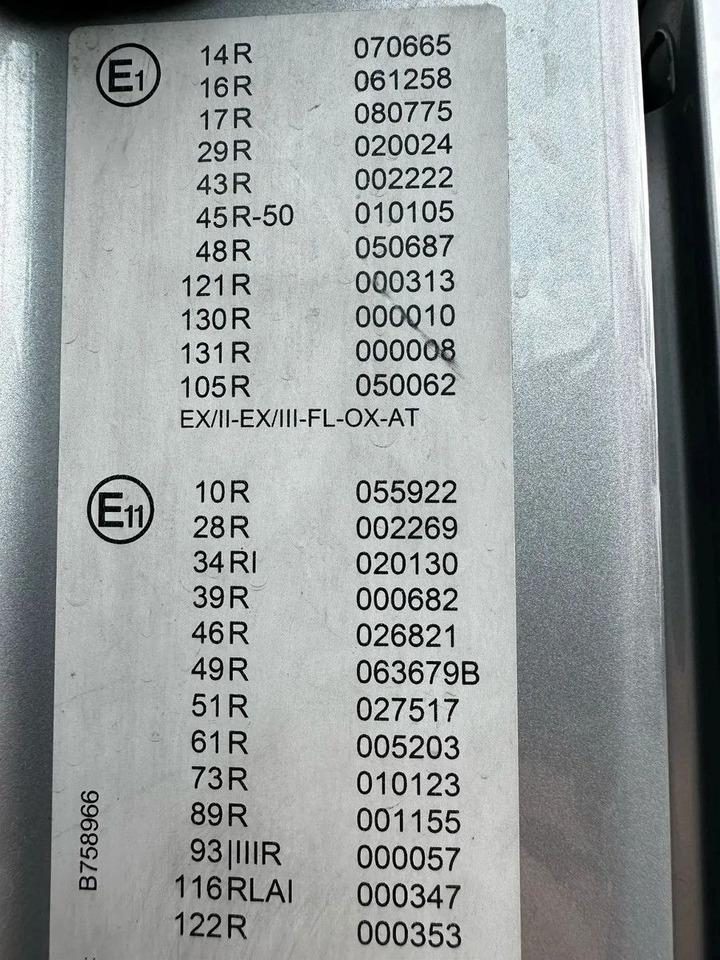 E1
14R 070665
16R 061258
17R 080775
29R 020024
43R 002222
45R-50 010105
48R 050687
121R 000313
130R 000010
131R 000008
105R 050062
EX/II-EX/III-FL-OX-AT
E11
10R 055922
28R 002269
34RI 020130
39R 000682
46R 026821
49R 063679B
51R 027517
61R 005203
73R 010123
89R 001155
93|IIIR 000057
116RLAI 000347
122R 000353
B758966